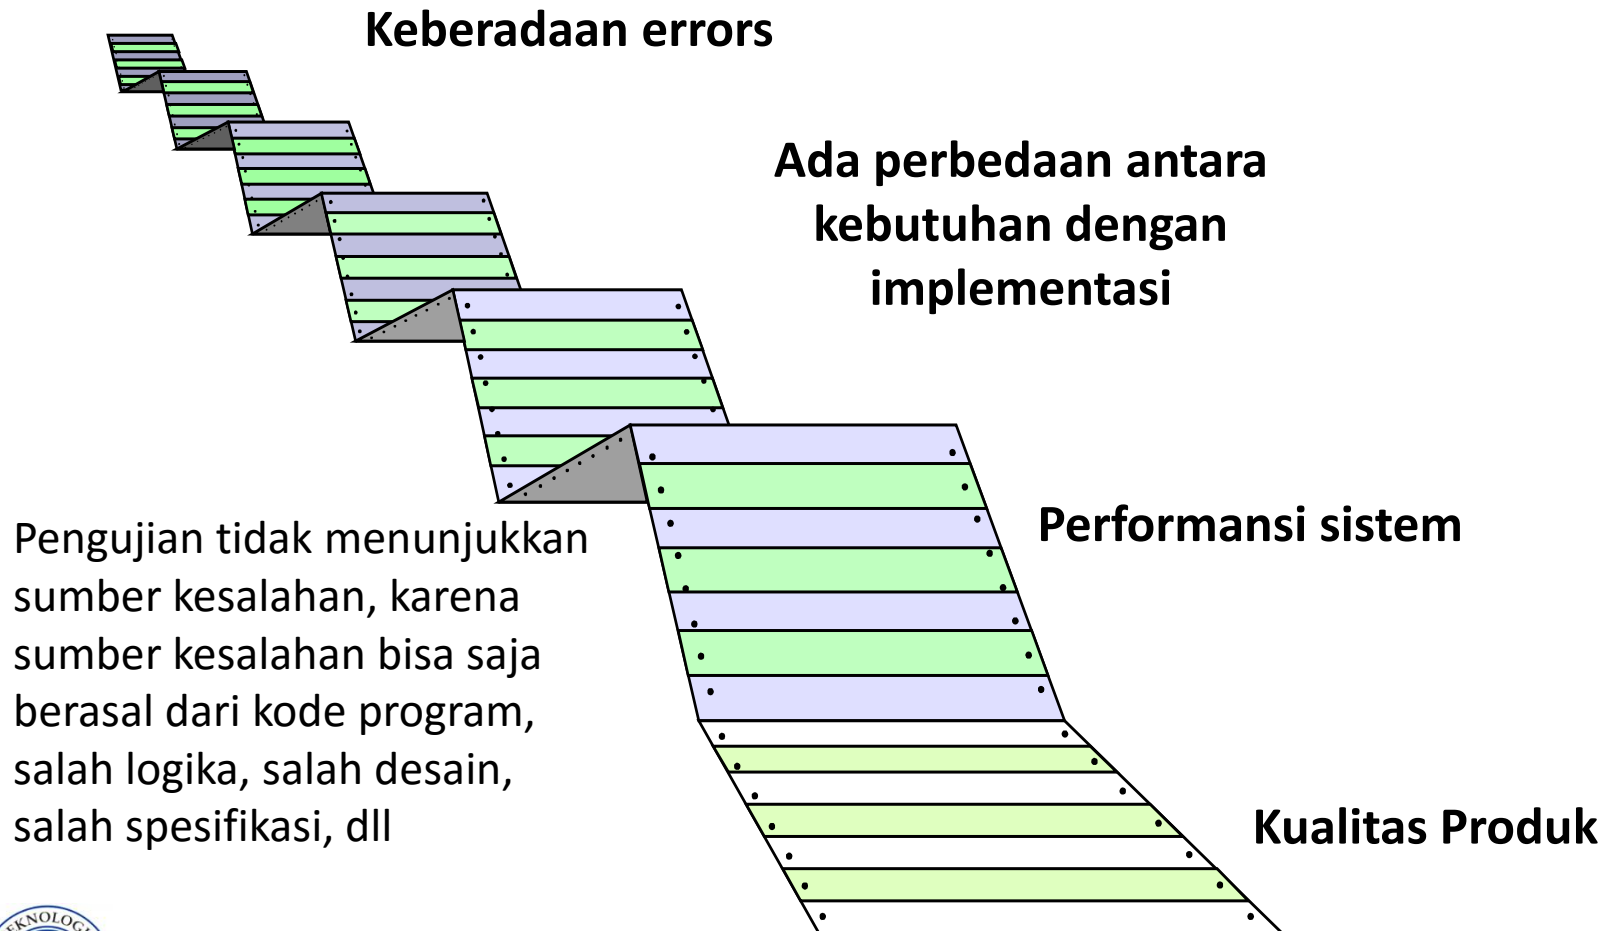 Keberadaan errors
Ada perbedaan antara
kebutuhan dengan
implementasi
Performansi sistem
Pengujian tidak menunjukkan
sumber kesalahan, karena
sumber kesalahan bisa saja
berasal dari kode program,
salah logika, salah desain,
salah spesifikasi, dll
Kualitas Produk